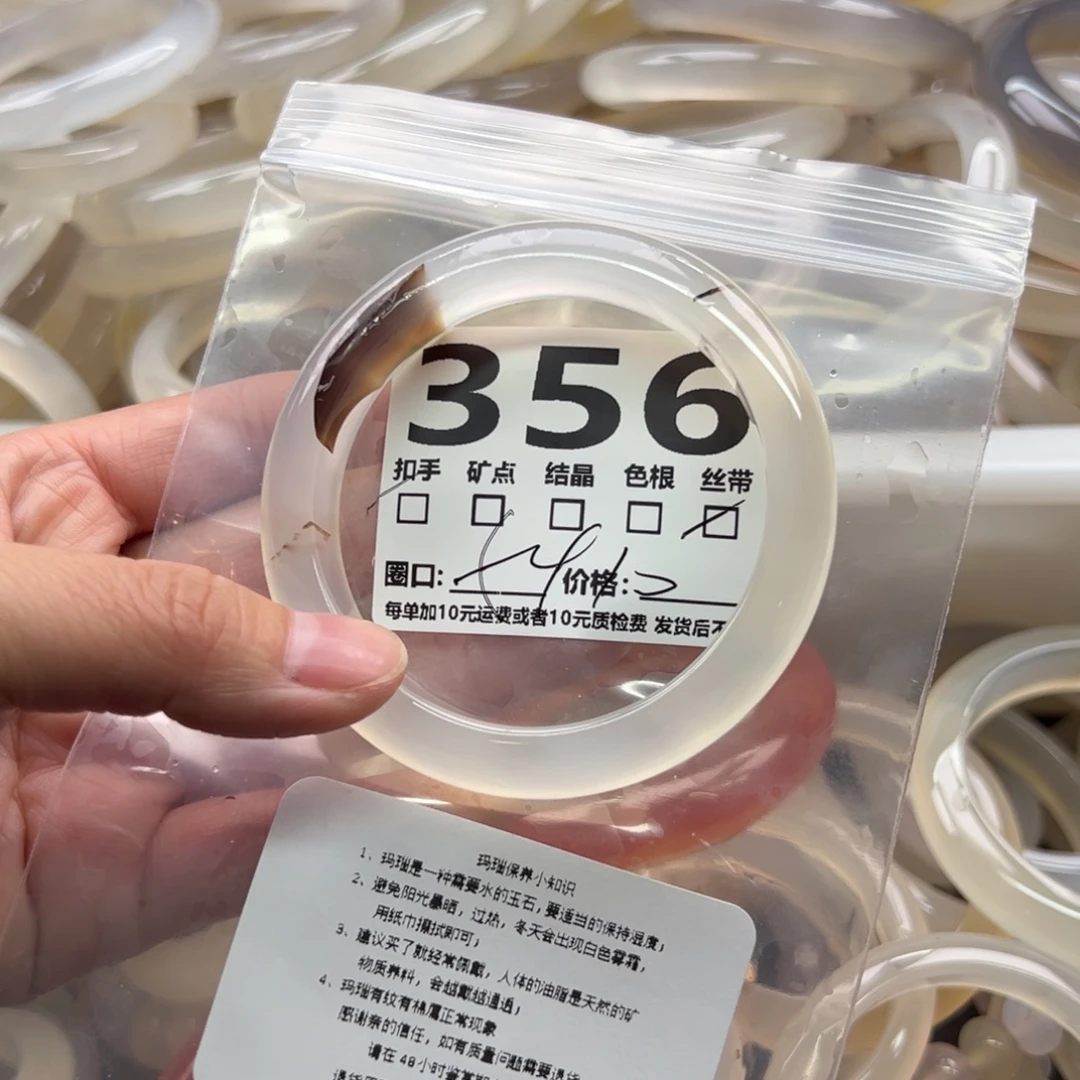 356
扣手 矿点 结晶 色根 丝带
圈口: 价格:
每单加10元运费或者10元质检费 发货后不
玛瑙保养小知识
1、玛瑙是一种需要水的玉石,要适当的保持湿度,
2、避免阳光暴晒,过热,冬天会出现白色雾霜,
用纸巾擦拭即可,
3、建议买了就经常佩戴,人体的油脂是天然的矿
物质养料,会越戴越通透,
4、玛瑙有纹有棉属正常现象
感谢亲的信任,如有质量问题需要退货
请在48小时